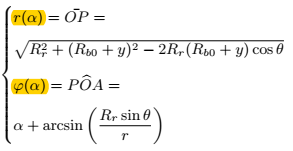 r(α) = OP̄ =
√(R_r² + (R_b0 + y)² − 2R_r(R_b0 + y) cos θ)
φ(α) = PÔA =
α + arcsin (R_r sin θ / r)